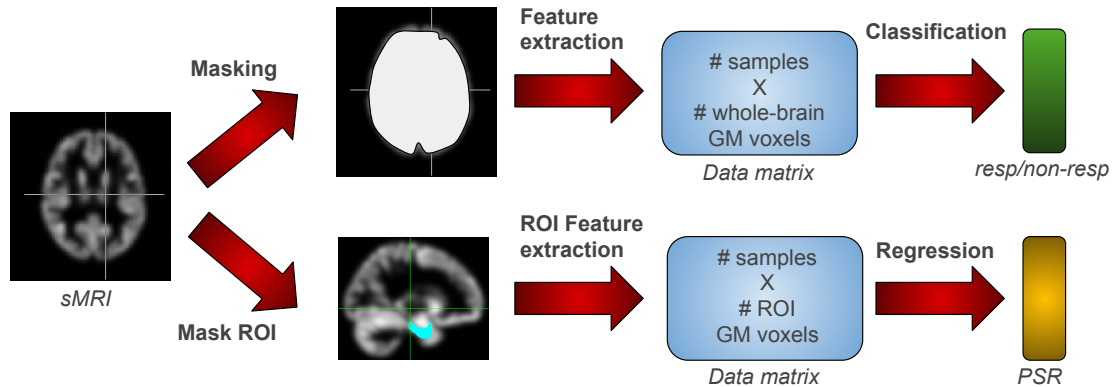 Feature
extraction
Classification
Masking
# samples
X
# whole-brain
GM voxels
Data matrix
resp/non-resp
sMRI
Mask ROI
ROI Feature
extraction
Regression
# samples
X
# ROI
GM voxels
Data matrix
PSR